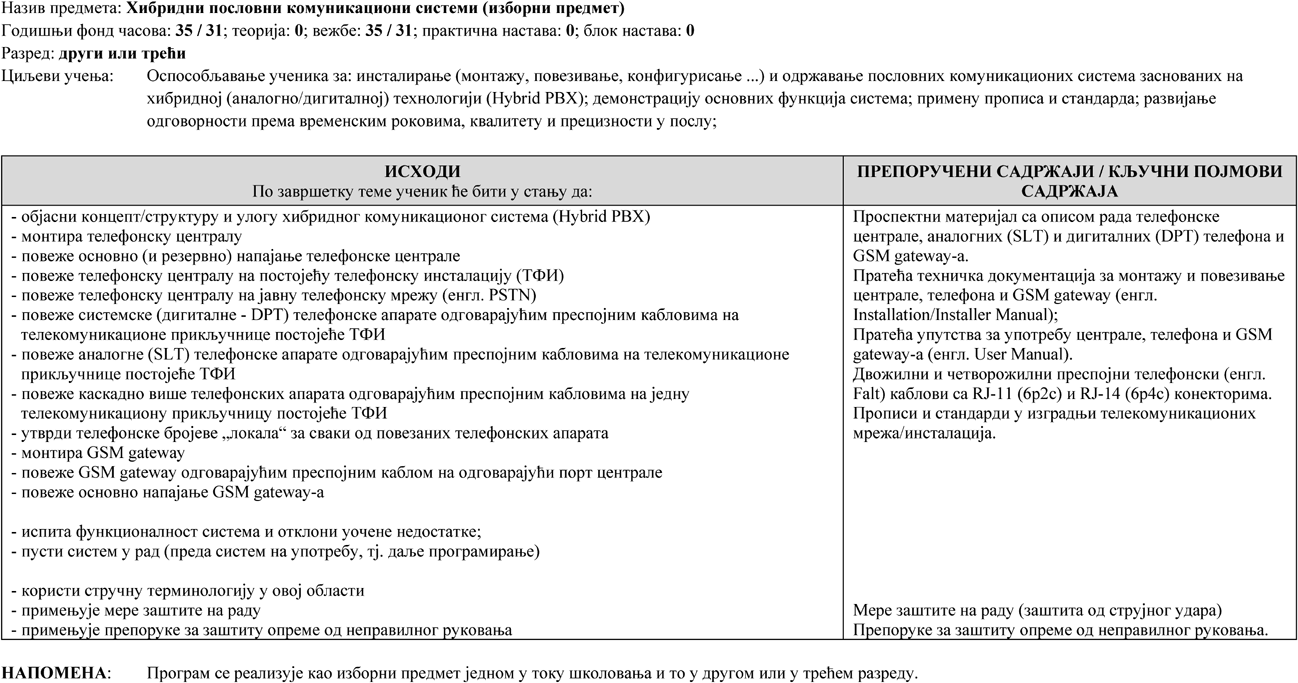 Назив предмета: Хибридни пословни комуникациони системи (изборни предмет)
Годишњи фонд часова: 35 / 31; теорија: 0; вежбе: 35 / 31; практична настава: 0; блок настава: 0
Разред: други или трећи
Циљеви учења: Оспособљавање ученика за: инсталирање (монтажу, повезивање, конфигурисање ...) и одржавање пословних комуникационих система заснованих на
хибридној (аналогно/дигиталној) технологији (Hybrid PBX); демонстрацију основних функција система; примену прописа и стандарда; развијање
одговорности према временским роковима, квалитету и прецизности у послу;
ИСХОДИ
По завршетку теме ученик ће бити у стању да:
ПРЕПОРУЧЕНИ САДРЖАЈИ / КЉУЧНИ ПОЈМОВИ
САДРЖАЈА
- објасни концепт/структуру и улогу хибридног комуникационог система (Hybrid PBX)
- монтира телефонску централу
- повеже основно (и резервно) напајање телефонске централе
- повеже телефонску централу на постојећу телефонску инсталацију (ТФИ)
- повеже телефонску централу на јавну телефонску мрежу (енгл. PSTN)
- повеже системске (дигиталне - DPT) телефонске апарате одговарајућим преспојним кабловима на
телекомуникационе прикључнице постојеће ТФИ
- повеже аналогне (SLT) телефонске апарате одговарајућим преспојним кабловима на телекомуникационе
прикључнице постојеће ТФИ
- повеже каскадно више телефонских апарата одговарајућим преспојним кабловима на једну
телекомуникациону прикључницу постојеће ТФИ
- утврди телефонске бројеве „локала“ за сваки од повезаних телефонских апарата
- монтира GSM gateway
- повеже GSM gateway одговарајућим преспојним каблом на одговарајући порт централе
- повеже основно напајање GSM gateway-a
- испита функционалност система и отклони уочене недостатке;
- пусти систем у рад (преда систем на употребу, тј. даље програмирање)
- користи стручну терминологију у овој области
- примењује мере заштите на раду
- примењује препоруке за заштиту опреме од неправилног руковања
Проспектни материјал са описом рада телефонске
централе, аналогних (SLT) и дигиталних (DPT) телефона и
GSM gateway-a.
Пратећа техничка документација за монтажу и повезивање
централе, телефона и GSM gateway (енгл.
Installation/Installer Manual);
Пратећа упутства за употребу централе, телефона и GSM
gateway-a (енгл. User Manual).
Двожилни и четворожилни преспојни телефонски (енгл.
Falt) каблови са RJ-11 (6p2c) и RJ-14 (6p4c) конекторима.
Прописи и стандарди у изградњи телекомуникационих
мрежа/инсталација.
Мере заштите на раду (заштита од струјног удара)
Препоруке за заштиту опреме од неправилног руковања.
НАПОМЕНА: Програм се реализује као изборни предмет једном у току школовања и то у другом или у трећем разреду.